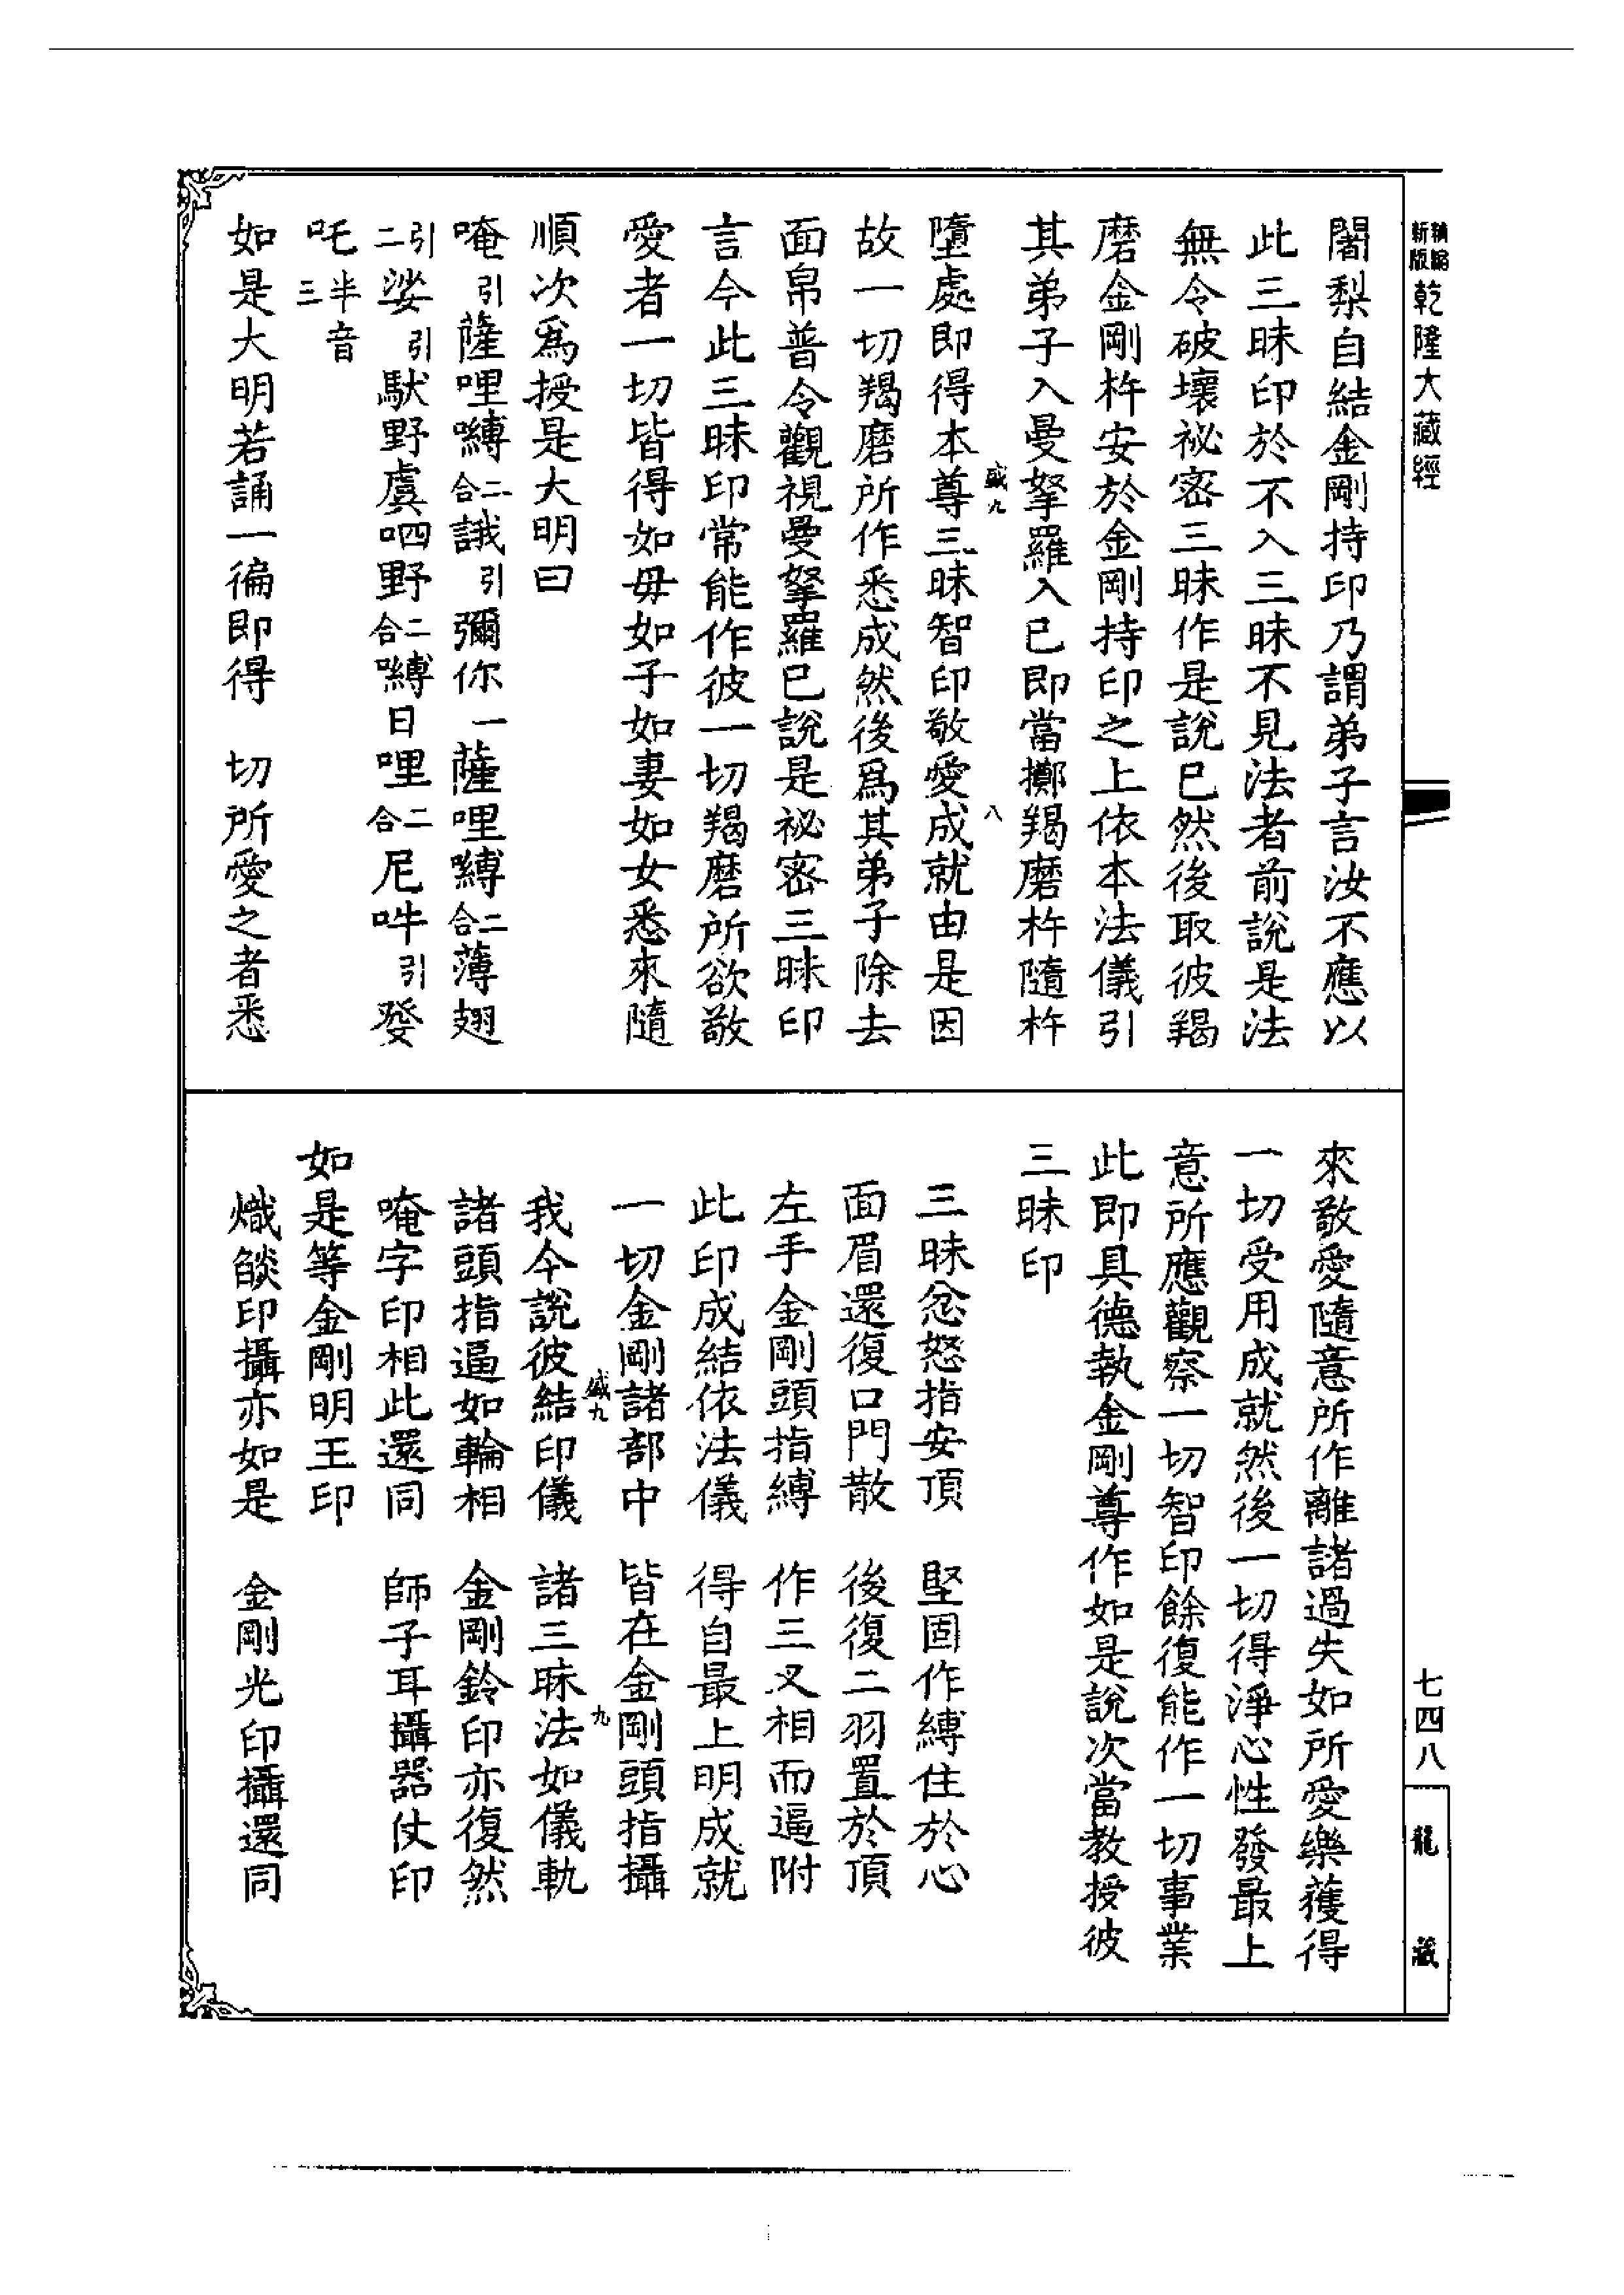 新版精縮乾隆大藏經
闍梨自結金剛持印乃謂弟子言汝不應以
此三昧印於不入三昧不見法者前說是法
無令破壞祕密三昧作是說已然後取彼羯
磨金剛杵安於金剛持印之上依本法儀引
其弟子入曼拏羅入已即當擲羯磨杵隨杵
盛九 八
墮處即得本尊三昧智印敬愛成就由是因
故一切羯磨所作悉成然後爲其弟子除去
面帛普令觀視曼拏羅已說是祕密三昧印
言今此三昧印常能作彼一切羯磨所欲敬
愛者一切皆得如毋如子如妻如女悉來隨
順次爲授是大明曰
唵引薩哩嚩二合誐引彌你一薩哩嚩二合薄翅
引二娑引馱野虞呬野二合嚩日哩二合尼吽引發
吒半音三
如是大明若誦一徧即得 切所愛之者悉
來敬愛隨意所作離諸過失如所愛樂獲得
一切受用成就然後一切得淨心性發最上
意所應觀察一切智印餘復能作一切事業
此即具德執金剛尊作如是說次當教授彼
三昧印
三昧忿怒指安頂 堅固作縛住於心
面眉還復口門散 後復二羽置於頂
左手金剛頭指縛 作三叉相而逼附
此印成結依法儀 得自最上明成就
一切金剛諸部中 皆在金剛頭指攝
盛九 九
我今說彼結印儀 諸三昧法如儀軌
諸頭指逼如輪相 金剛鈴印亦復然
唵字印相此還同 師子耳攝器仗印
如是等金剛明王印
熾燄印攝亦如是 金剛光印攝還同
七四八
龍藏